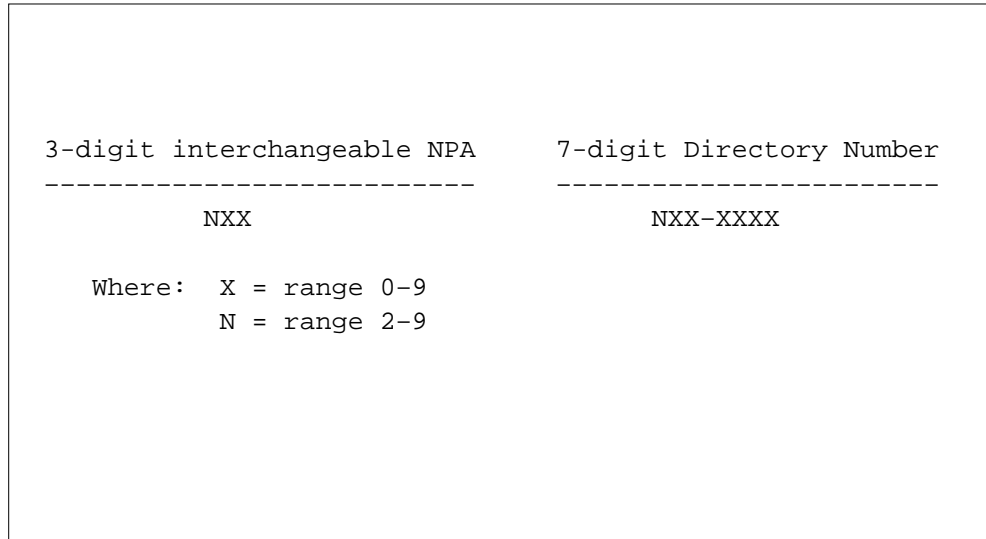 3-digit interchangeable NPA 7-digit Directory Number
--------------------------- ------------------------
NXX NXX-XXXX
Where: X = range 0-9
N = range 2-9